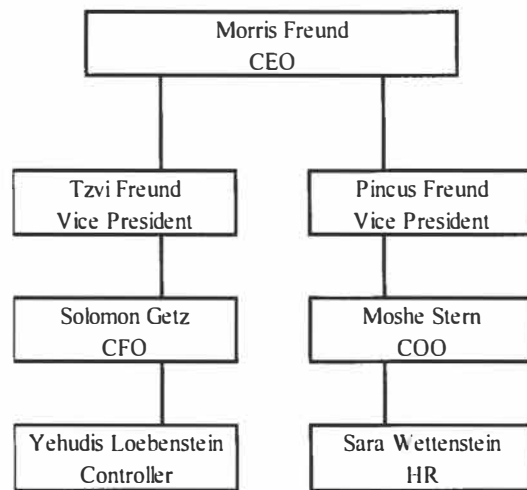 Morris Freund
CEO
Tzvi Freund
Vice President
Pincus Freund
Vice President
Solomon Getz
CFO
Moshe Stern
COO
Yehudis Loebenstein
Controller
Sara Wettenstein
HR